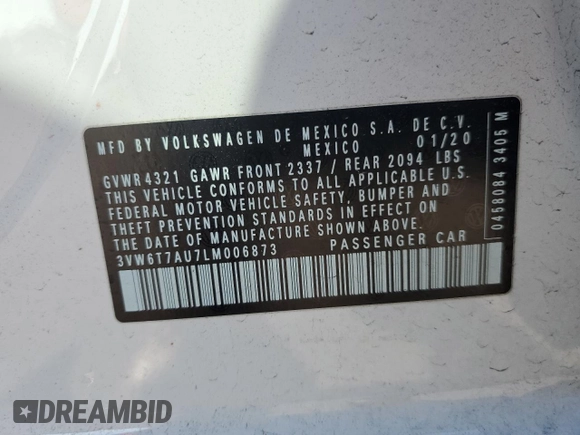 MFD BY VOLKSWAGEN DE MEXICO S.A. DE C.V.
MEXICO 01/20
GVWR 4321 GAWR FRONT 2337 / REAR 2094 LBS
THIS VEHICLE CONFORMS TO ALL APPLICABLE U.S.
FEDERAL MOTOR VEHICLE SAFETY, BUMPER AND
THEFT PREVENTION STANDARDS IN EFFECT ON
THE DATE OF MANUFACTURE SHOWN ABOVE.
3VW6T7AU7LM006873 PASSENGER CAR
0458084 3405 M
DREAMBID